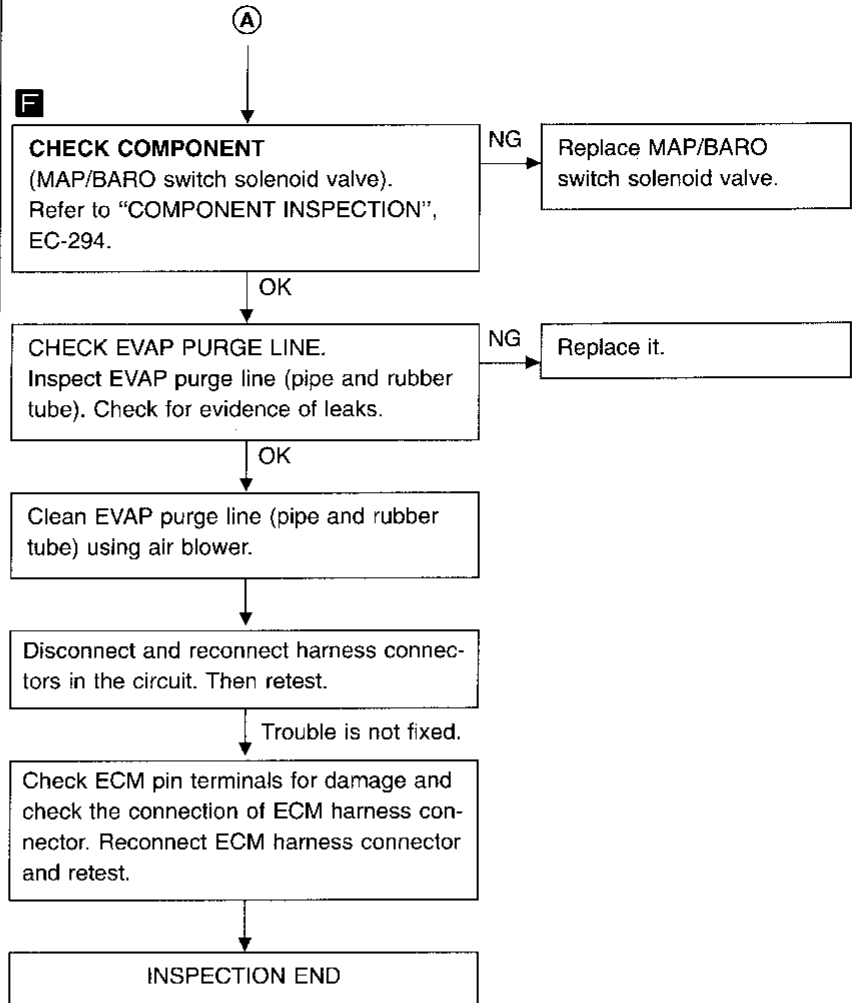 A
F
CHECK COMPONENT
(MAP/BARO switch solenoid valve).
Refer to “COMPONENT INSPECTION”,
EC-294.
NG
Replace MAP/BARO
switch solenoid valve.
OK
CHECK EVAP PURGE LINE.
Inspect EVAP purge line (pipe and rubber
tube). Check for evidence of leaks.
NG
Replace it.
OK
Clean EVAP purge line (pipe and rubber
tube) using air blower.
Disconnect and reconnect harness connec-
tors in the circuit. Then retest.
Trouble is not fixed.
Check ECM pin terminals for damage and
check the connection of ECM harness con-
nector. Reconnect ECM harness connector
and retest.
INSPECTION END